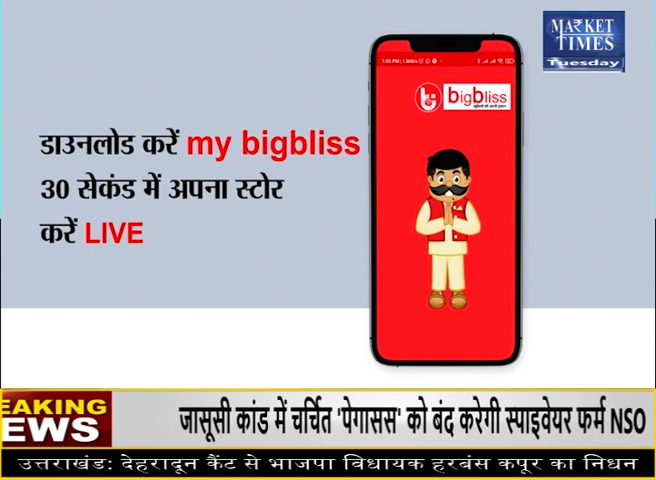 MARKET
TIMES
Tuesday
bigbliss
डाउनलोड करें my bigbliss
30 सेकंड में अपना स्टोर
करें LIVE
EAKING
EWS
जासूसी कांड में चर्चित 'पेगासस' को बंद करेगी स्पाइवेयर फर्म NSO
उत्तराखंड: देहरादून कैंट से भाजपा विधायक हरबंस कपूर का निधन